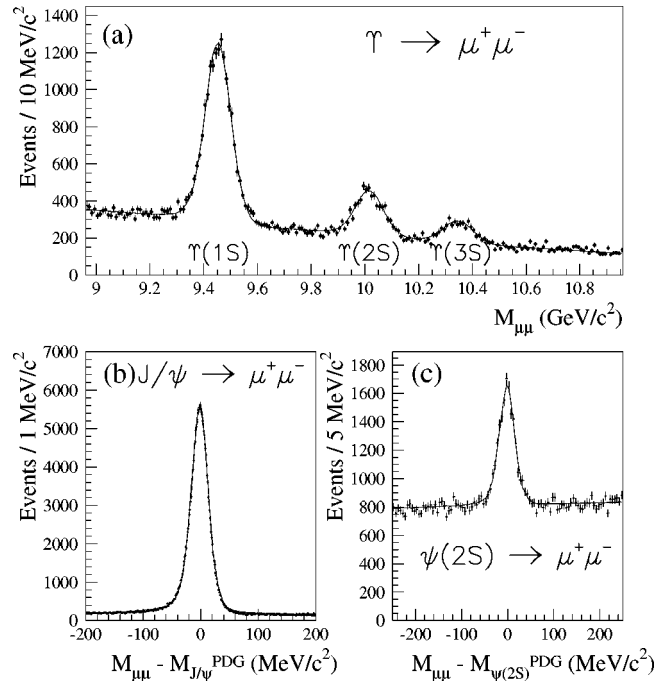 (a)
ϒ → μ⁺μ⁻
Events / 10 MeV/c²
1400
1200
1000
800
600
400
200
0
ϒ(1S) ϒ(2S) ϒ(3S)
9 9.2 9.4 9.6 9.8 10 10.2 10.4 10.6 10.8
M_μμ (GeV/c²)
(b) J/ψ → μ⁺μ⁻
Events / 1 MeV/c²
7000
6000
5000
4000
3000
2000
1000
0
-200 -100 0 100 200
M_μμ - M_J/ψ^PDG (MeV/c²)
(c)
Events / 5 MeV/c²
1800
1600
1400
1200
1000
800
600
400
200
0
ψ(2S) → μ⁺μ⁻
-200 -100 0 100 200
M_μμ - M_ψ(2S)^PDG (MeV/c²)